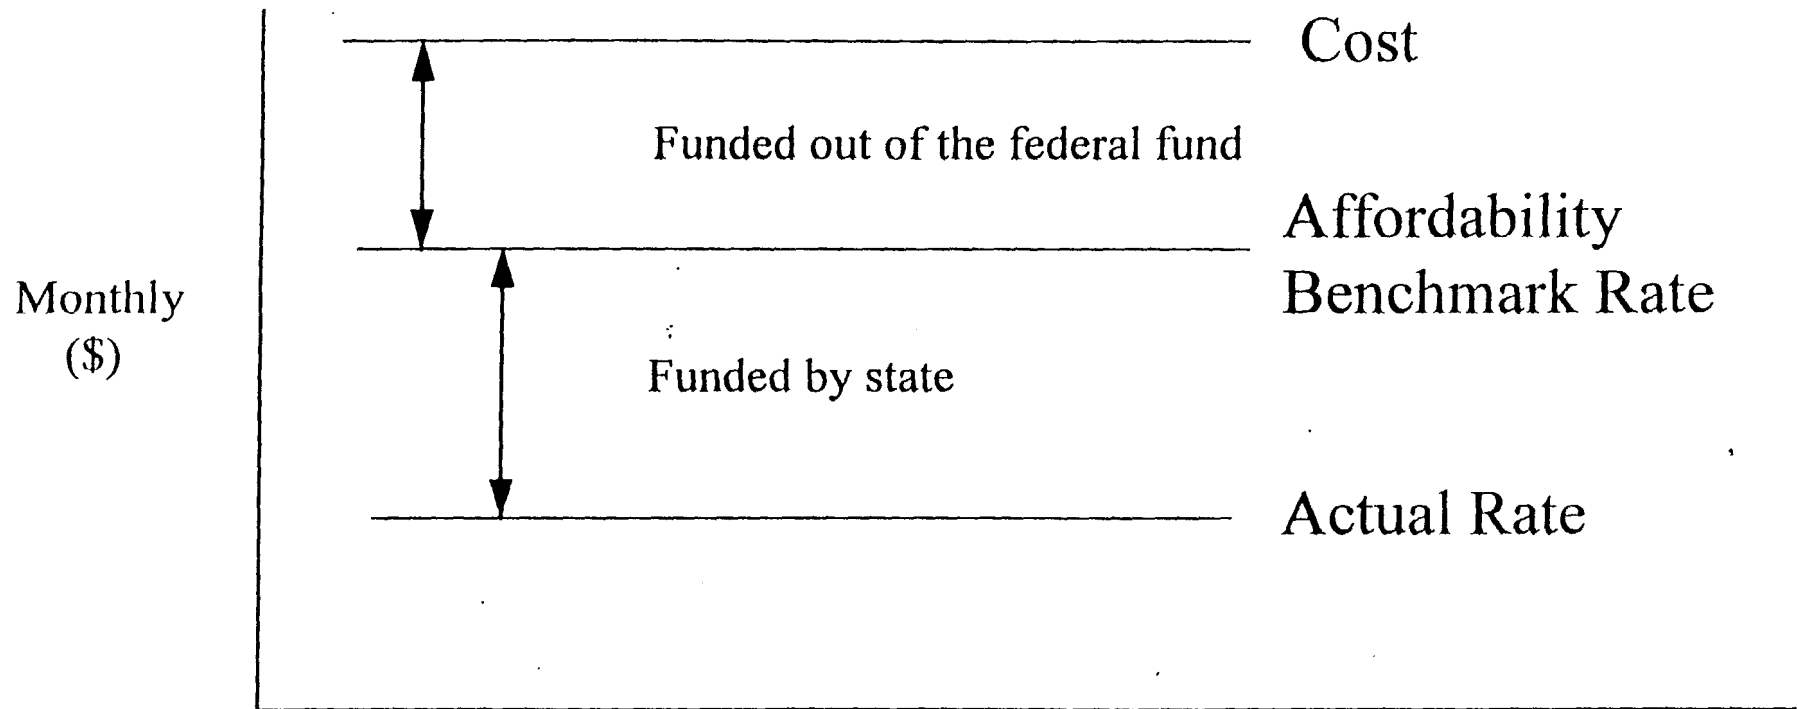 Cost
Funded out of the federal fund
Affordability
Benchmark Rate
Monthly
($)
Funded by state
Actual Rate